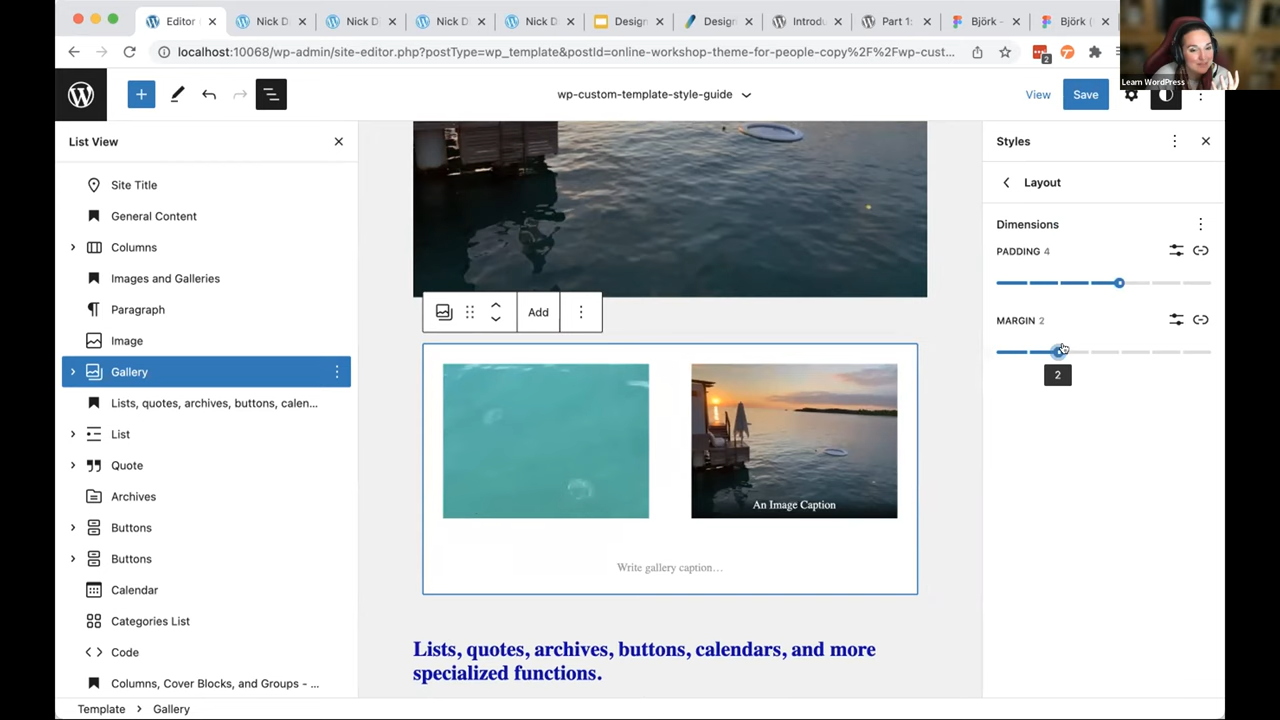 Editor
Nick D
Nick D
Nick D
Nick D
Design
Design
Introdu
Part 1:
Björk -
Björk (
localhost:10068/wp-admin/site-editor.php?postType=wp_template&postId=online-workshop-theme-for-people-copy%2F%2Fwp-cust...
2
Learn WordPress
wp-custom-template-style-guide
View
Save
List View
Site Title
General Content
Columns
Images and Galleries
Paragraph
Image
Gallery
Lists, quotes, archives, buttons, calen...
List
Quote
Archives
Buttons
Buttons
Calendar
Categories List
Code
Columns, Cover Blocks, and Groups - ...
Add
An Image Caption
Write gallery caption...
Lists, quotes, archives, buttons, calendars, and more
specialized functions.
Styles
Layout
Dimensions
PADDING 4
MARGIN 2
2
Template > Gallery